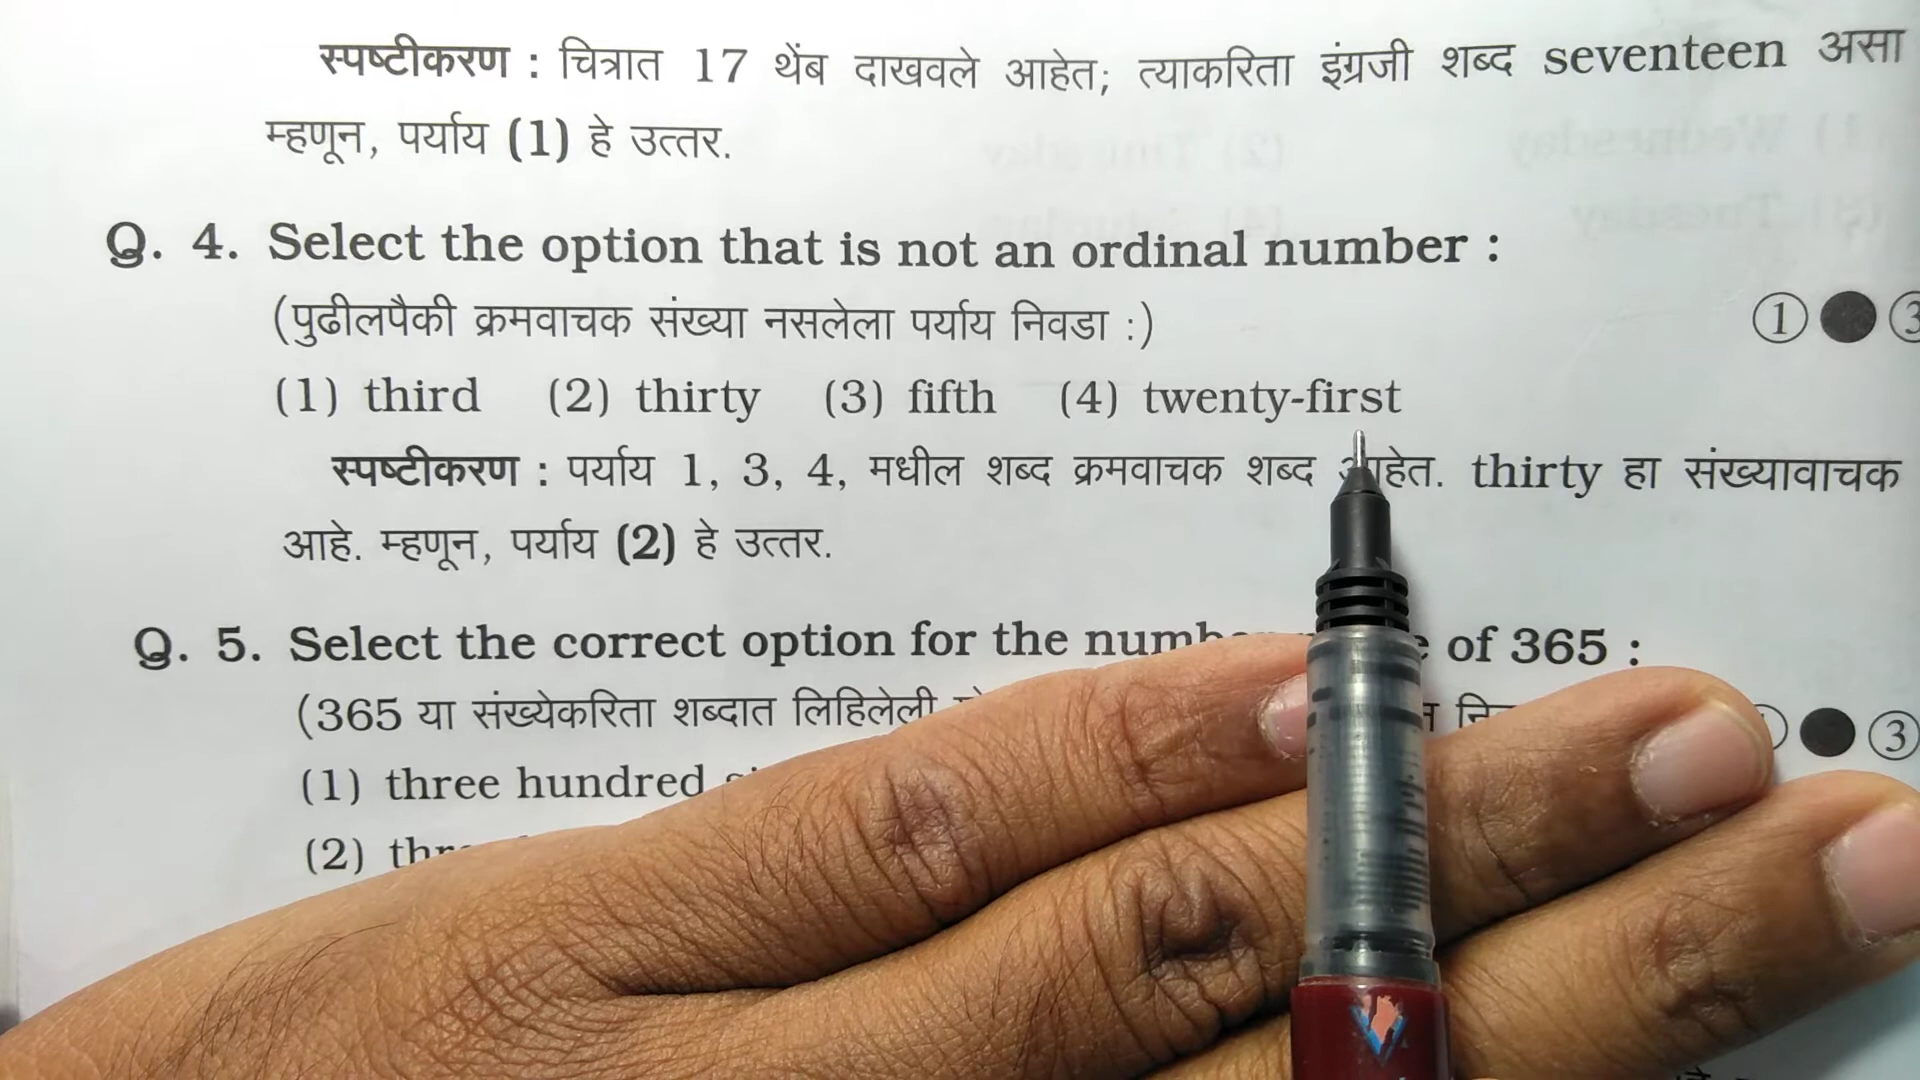 स्पष्टीकरण : चित्रात 17 थेंब दाखवले आहेत; त्याकरिता इंग्रजी शब्द seventeen असा
म्हणून, पर्याय (1) हे उत्तर.
Q. 4. Select the option that is not an ordinal number :
(पुढीलपैकी क्रमवाचक संख्या नसलेला पर्याय निवडा :) ① ● ③
(1) third (2) thirty (3) fifth (4) twenty-first
स्पष्टीकरण : पर्याय 1, 3, 4, मधील शब्द क्रमवाचक शब्द आहेत. thirty हा संख्यावाचक
आहे. म्हणून, पर्याय (2) हे उत्तर.
Q. 5. Select the correct option for the of 365 :
(365 या संख्येकरिता शब्दात लिहिलेली ● ③
(1) three hundred
(2)